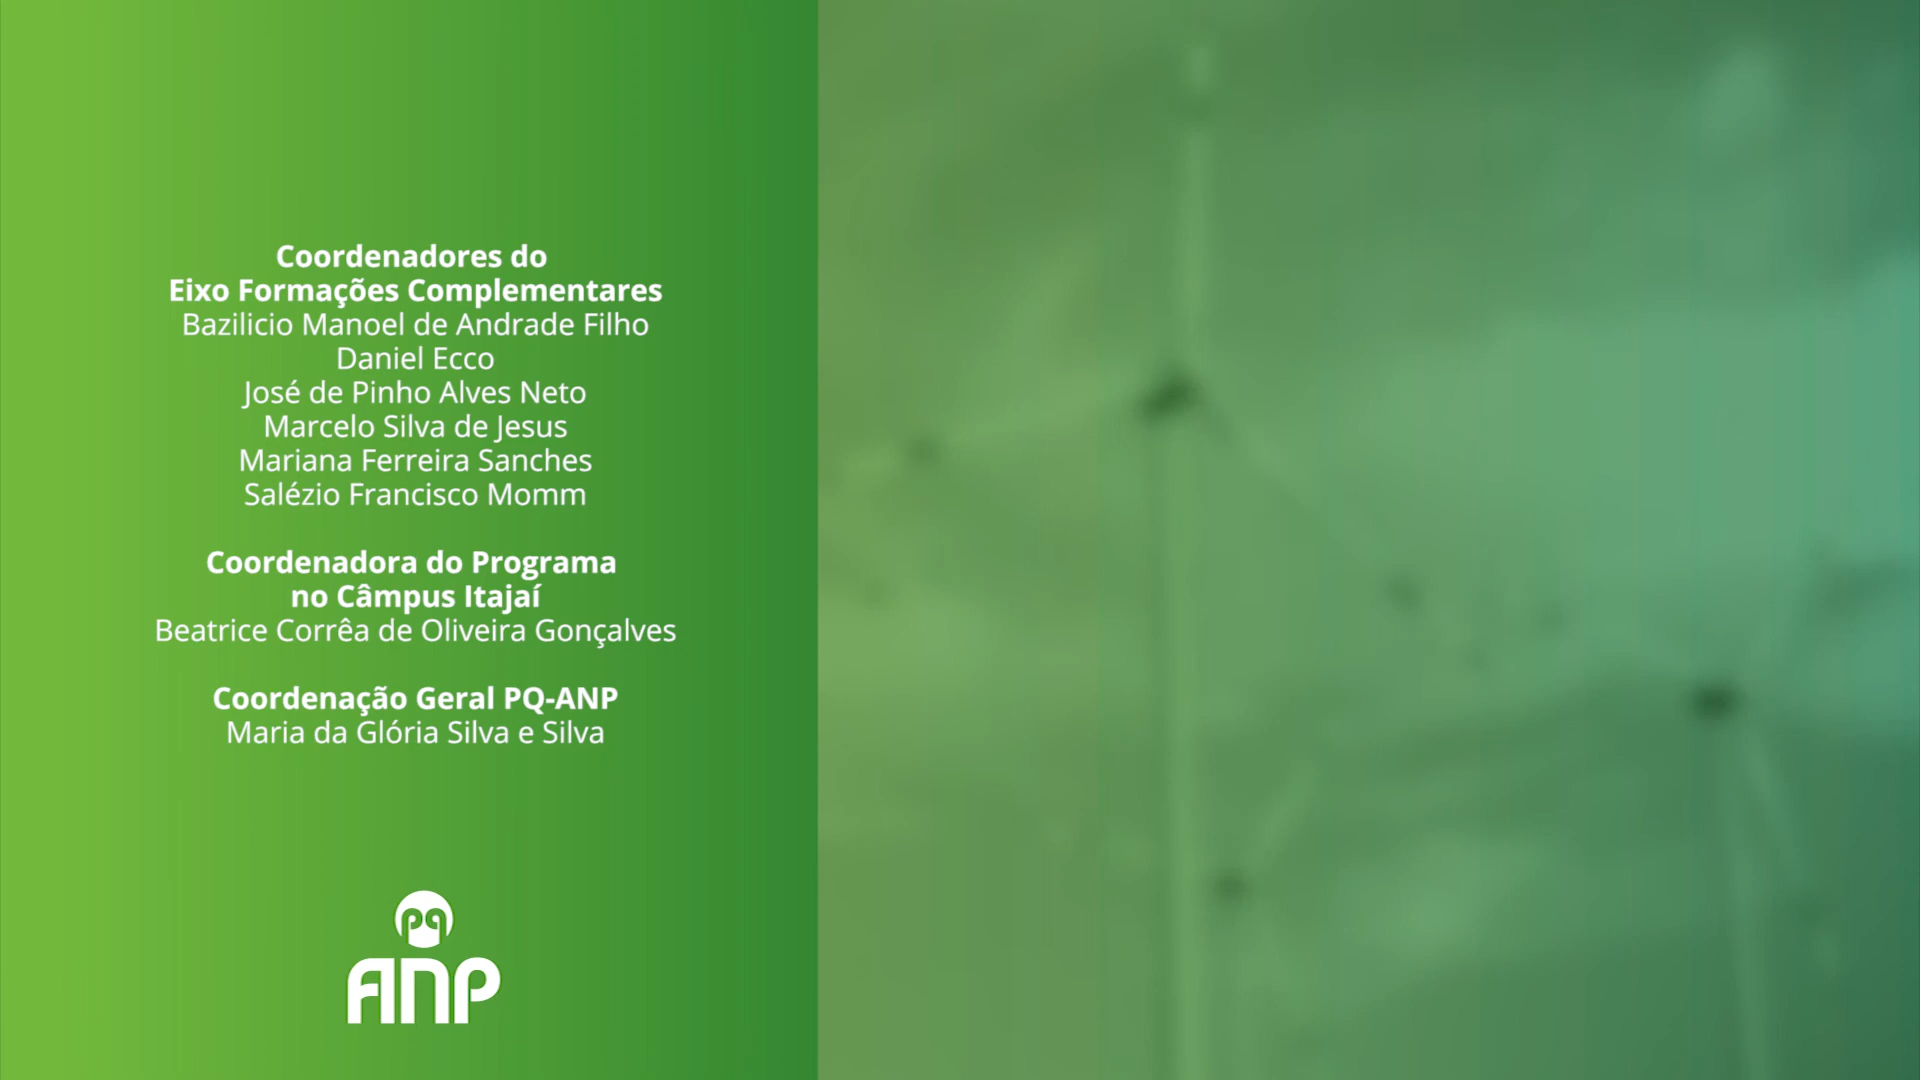 Coordenadores do
Eixo Formações Complementares
Bazilicio Manoel de Andrade Filho
Daniel Ecco
José de Pinho Alves Neto
Marcelo Silva de Jesus
Mariana Ferreira Sanches
Salézio Francisco Momm
Coordenadora do Programa
no Câmpus Itajaí
Beatrice Corrêa de Oliveira Gonçalves
Coordenação Geral PQ-ANP
Maria da Glória Silva e Silva
pq
ANP